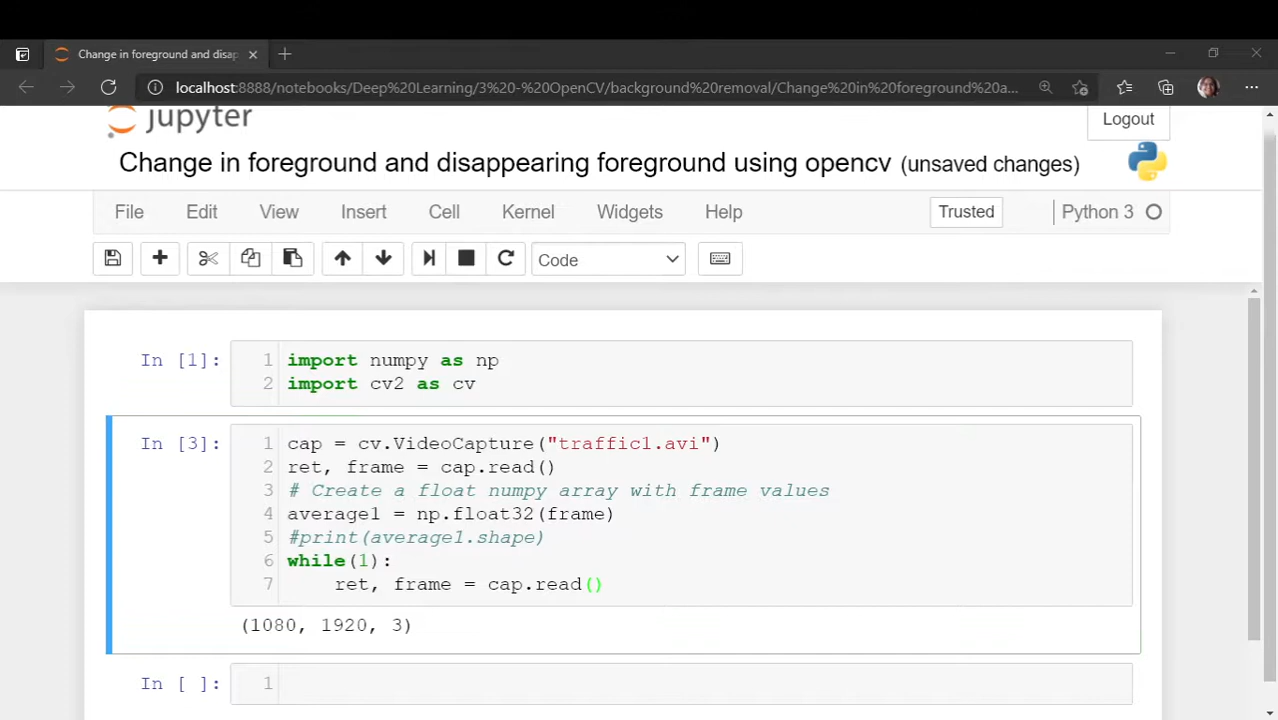 Change in foreground and disap
localhost:8888/notebooks/Deep%20Learning/3%20-%20OpenCV/background%20removal/Change%20in%20foreground%20a...
jupyter
Logout
Change in foreground and disappearing foreground using opencv (unsaved changes)
File Edit View Insert Cell Kernel Widgets Help Trusted Python 3
Code
In [1]: 1 import numpy as np
2 import cv2 as cv
In [3]: 1 cap = cv.VideoCapture("traffic1.avi")
2 ret, frame = cap.read()
3 # Create a float numpy array with frame values
4 average1 = np.float32(frame)
5 #print(average1.shape)
6 while(1):
7 ret, frame = cap.read()
(1080, 1920, 3)
In [ ]: 1